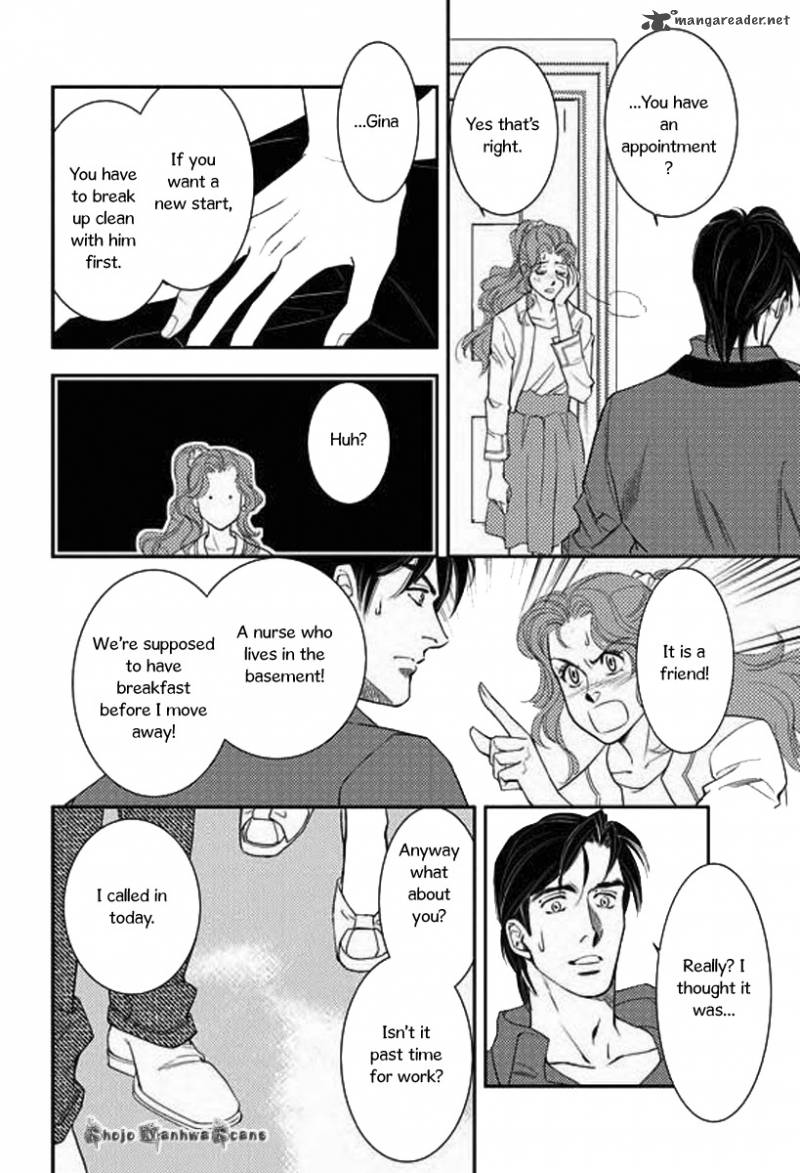 mangareader.net
...You have
an
appointment
?
Yes that's
right.
...Gina
If you
want a
new start,
You have
to break
up clean
with him
first.
Huh?
It is a
friend!
A nurse who
lives in the
basement!
We're supposed
to have
breakfast
before I move
away!
Really? I
thought it
was...
Anyway
what
about
you?
Isn't it
past time
for work?
I called in
today.
Shojo Manhwa Scans